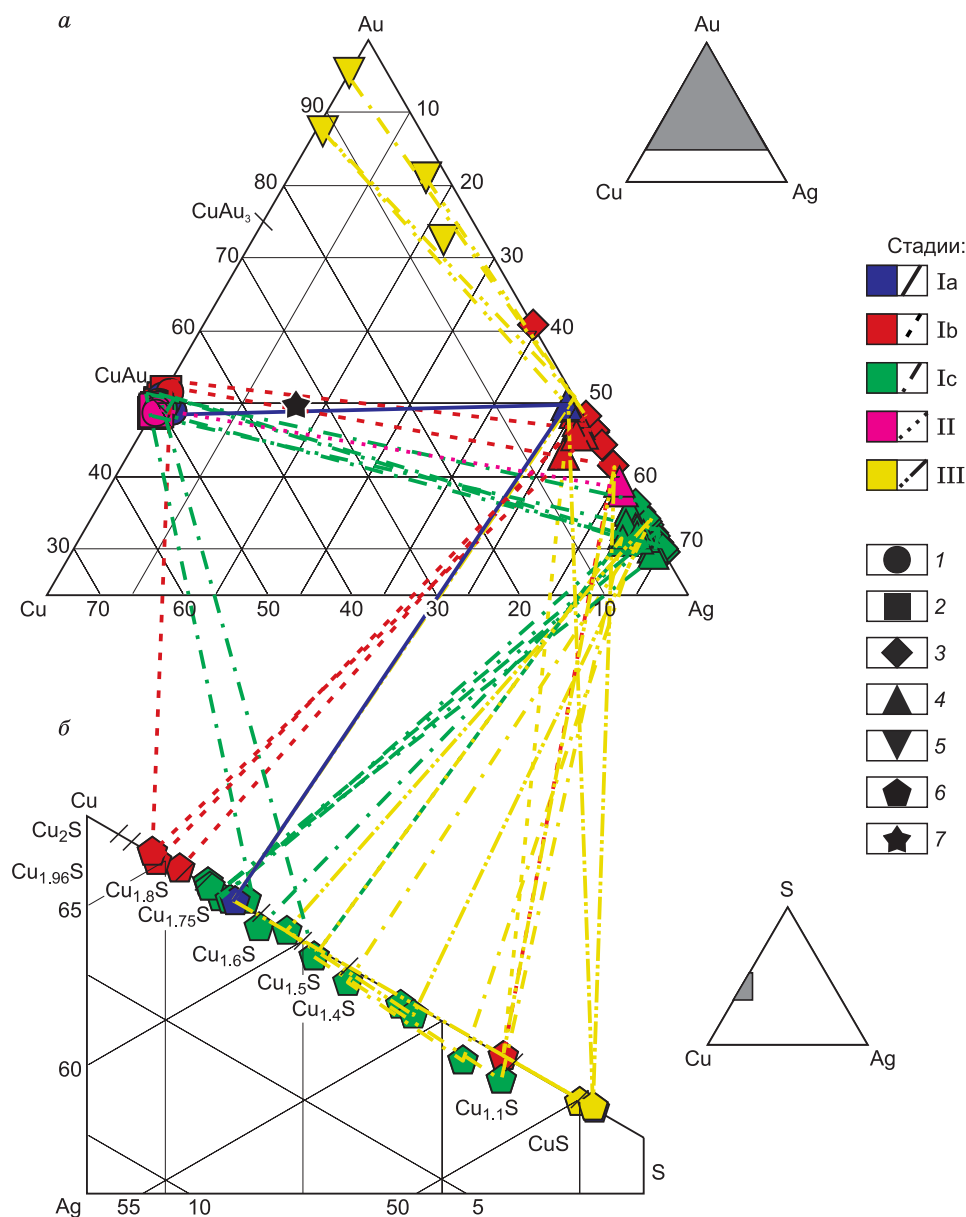 а
Au
Au
90
10
80
20
Cu
Ag
CuAu₃
70
30
Стадии:
Ia
60
40
Ib
CuAu
50
Ic
II
40
60
III
30
70
Cu
70
60
50
40
30
20
10
Ag
1
2
3
4
5
6
7
б
Cu
Cu₂S
Cu₁.₉₆S
Cu₁.₈S
65
Cu₁.₇₅S
Cu₁.₆S
Cu₁.₅S
Cu₁.₄S
60
Cu₁.₁S
CuS
S
Ag
55
10
50
5
S
Cu
Ag